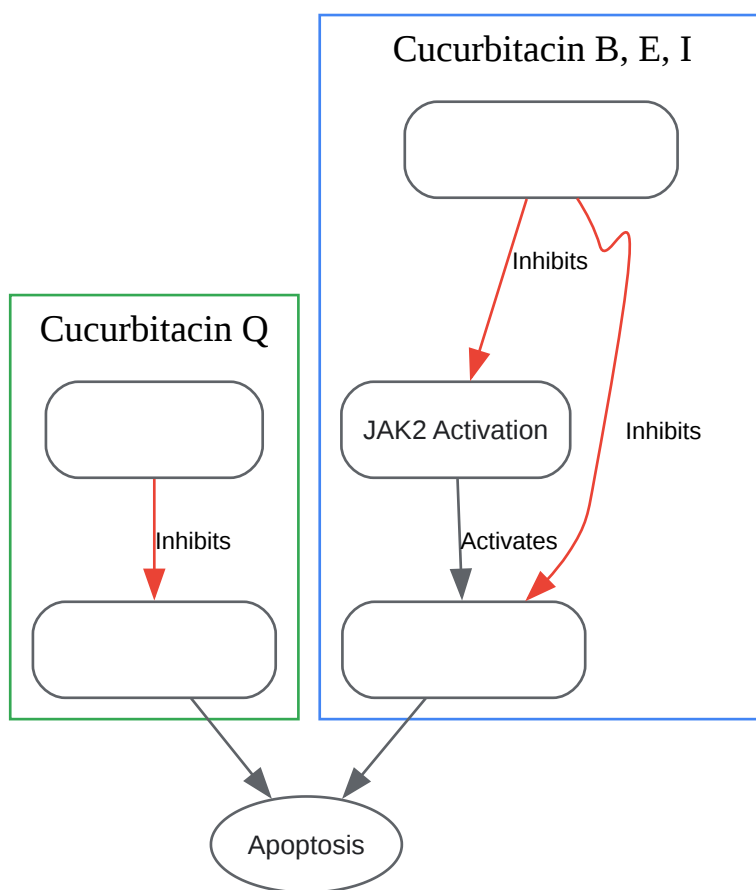 Cucurbitacin B, E, I
Inhibits
Cucurbitacin Q
JAK2 Activation
Inhibits
Inhibits
Activates
Apoptosis